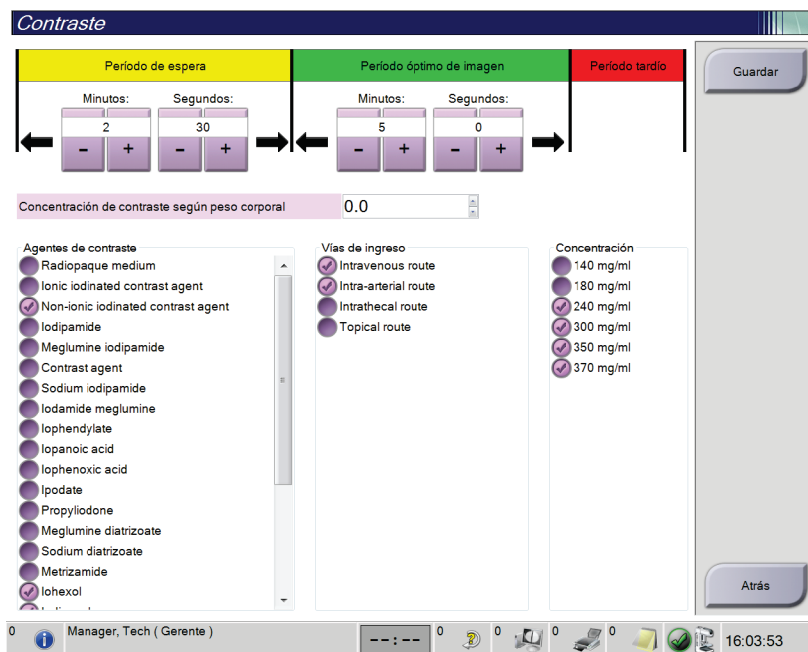 Contraste
Período de espera
Período óptimo de imagen
Período tardío
Guardar
Minutos: Segundos:
2 30
- + - +
Minutos: Segundos:
5 0
- + - +
Concentración de contraste según peso corporal 0.0
Agentes de contraste
Radiopaque medium
Ionic iodinated contrast agent
Non-ionic iodinated contrast agent
Iodipamide
Meglumine iodipamide
Contrast agent
Sodium iodipamide
Iodamide meglumine
Iophendylate
Iopanoic acid
Iophenoxic acid
Ipodate
Propyliodone
Meglumine diatrizoate
Sodium diatrizoate
Metrizamide
Iohexol
Vías de ingreso
Intravenous route
Intra-arterial route
Intrathecal route
Topical route
Concentración
140 mg/ml
180 mg/ml
240 mg/ml
300 mg/ml
350 mg/ml
370 mg/ml
Atrás
0 Manager, Tech ( Gerente ) --:-- 0 0 0 0 16:03:53